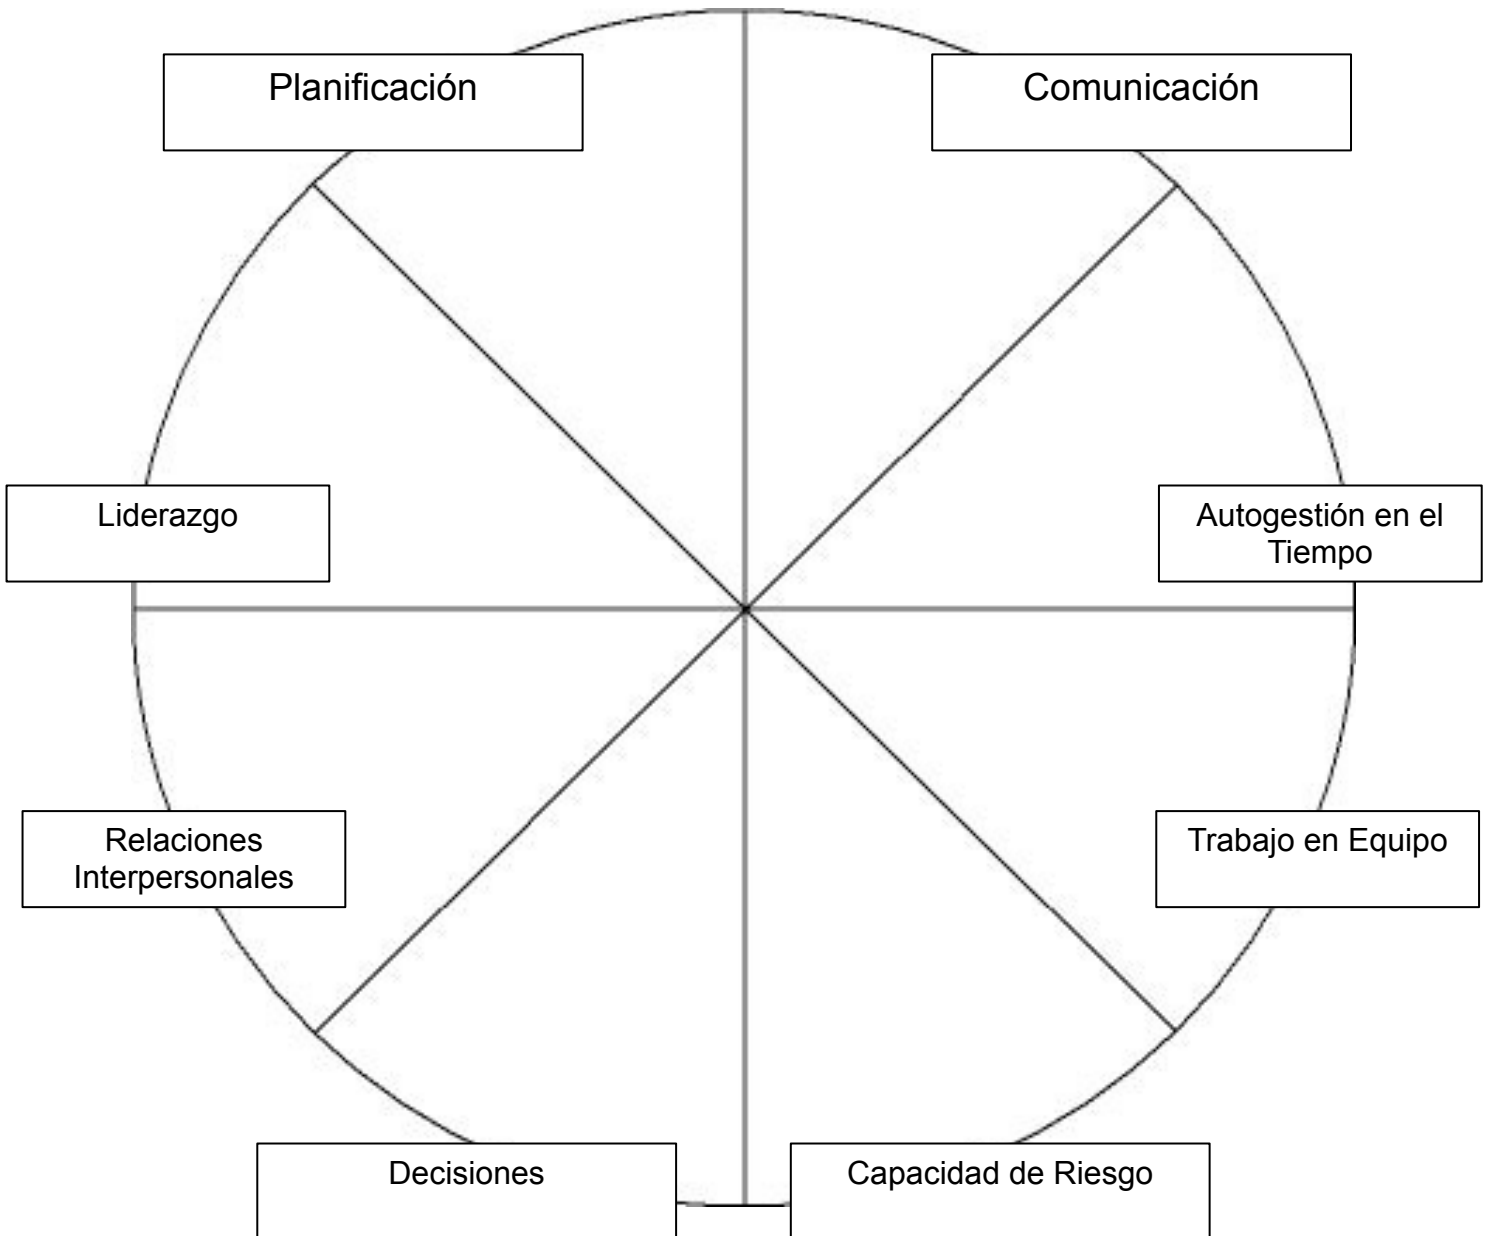 Planificación
Comunicación
Liderazgo
Autogestión en el
Tiempo
Relaciones
Interpersonales
Trabajo en Equipo
Decisiones
Capacidad de Riesgo